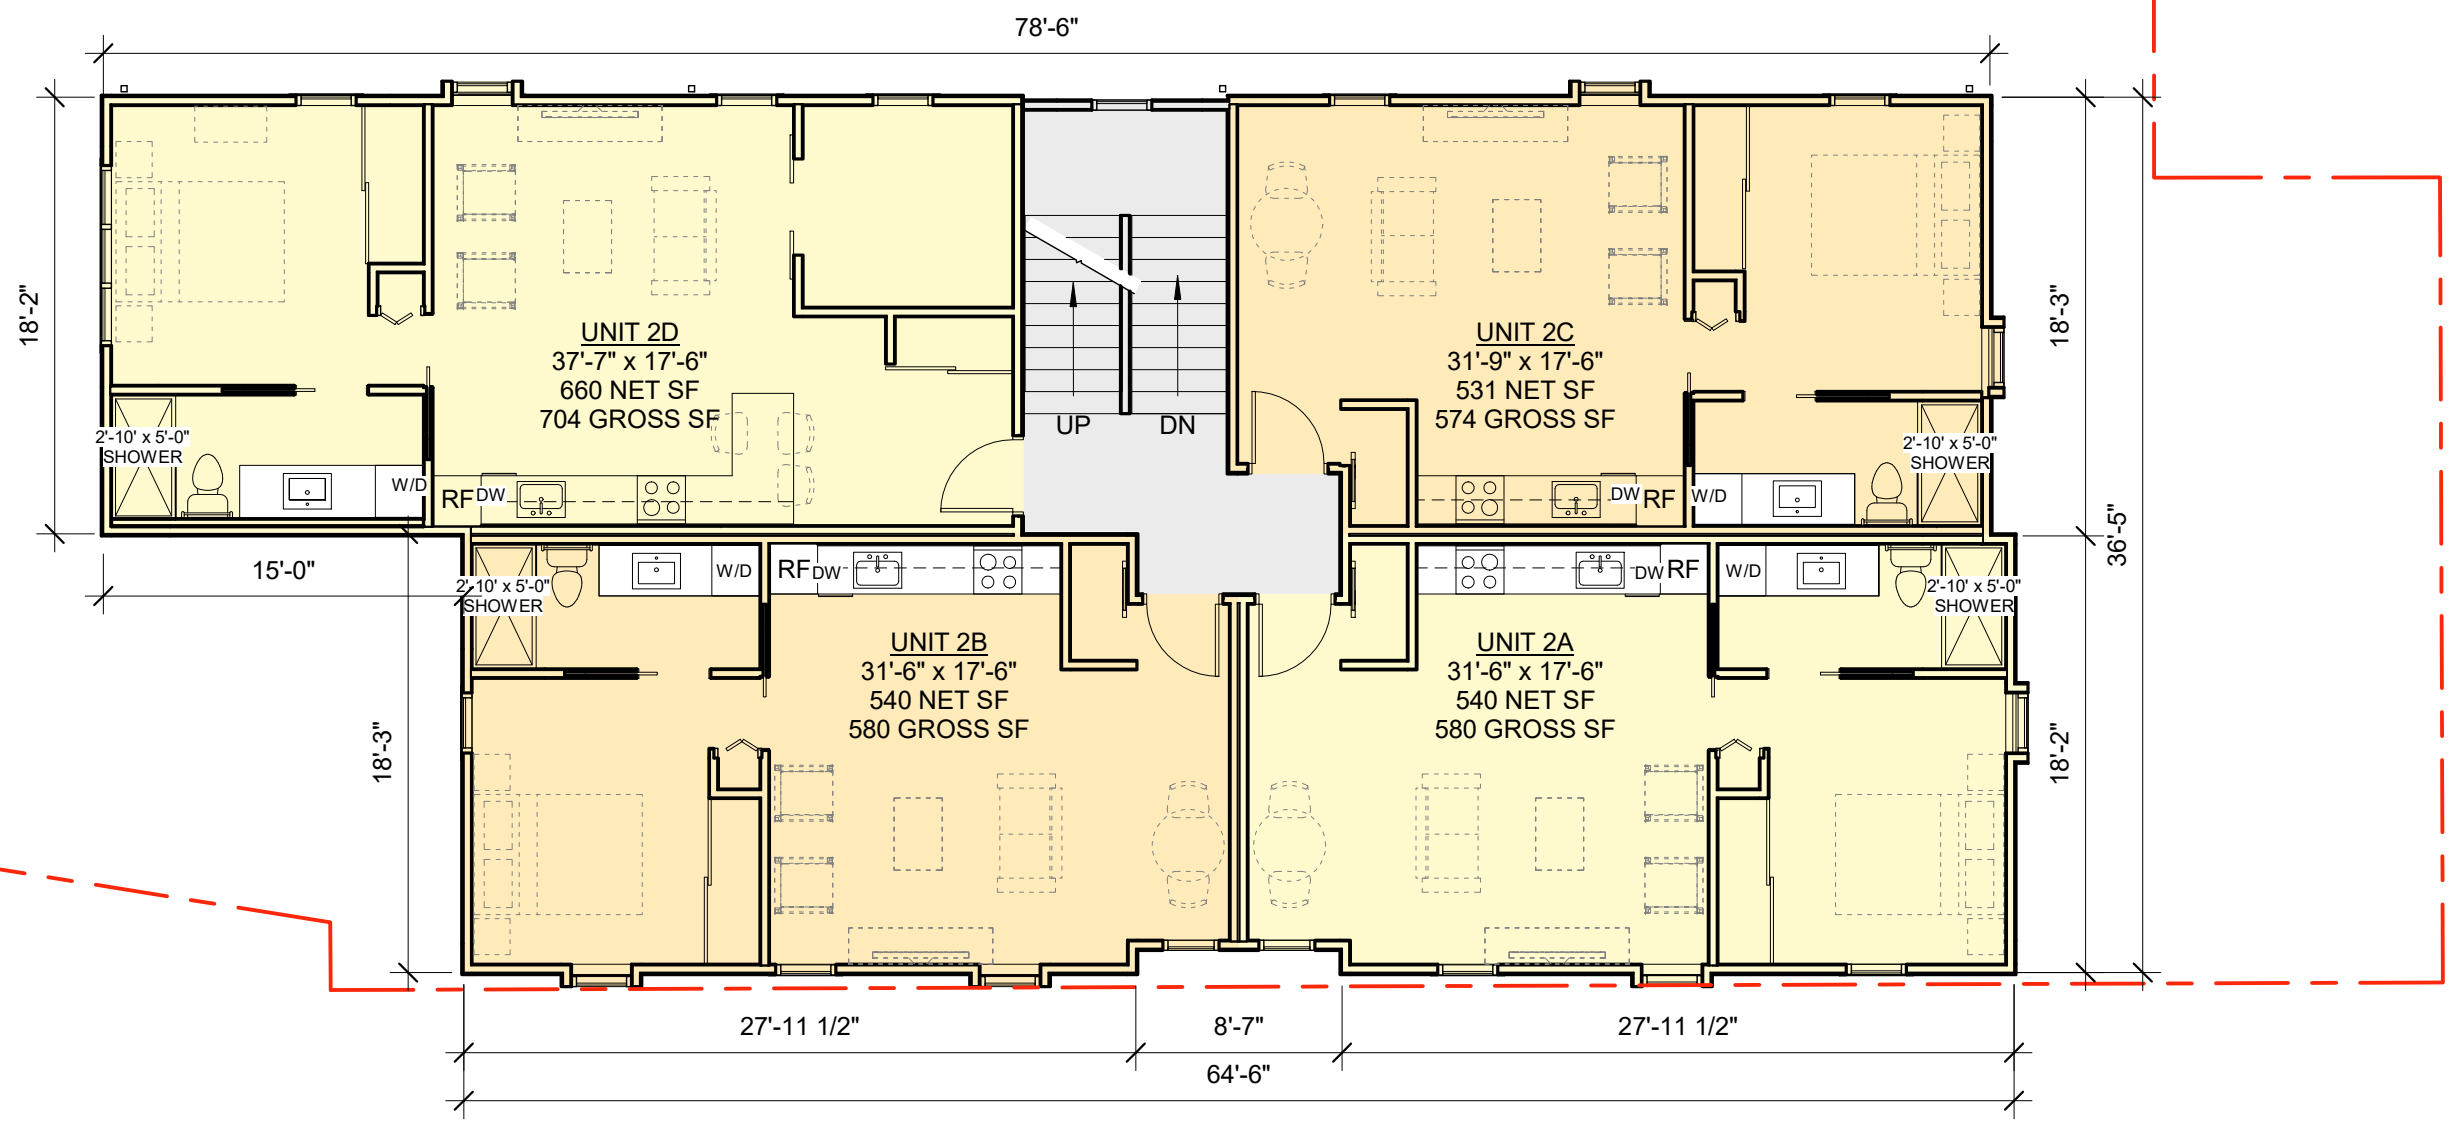 78'-6"
18'-2"
UNIT 2D
37'-7" x 17'-6"
660 NET SF
704 GROSS SF
UNIT 2C
31'-9" x 17'-6"
531 NET SF
574 GROSS SF
18'-3"
36'-5"
UP
DN
2'-10' x 5'-0"
SHOWER
W/D
RF
DW
DW
RF
W/D
2'-10' x 5'-0"
SHOWER
15'-0"
2'-10' x 5'-0"
SHOWER
W/D
RF
DW
DW
RF
W/D
2'-10' x 5'-0"
SHOWER
18'-3"
UNIT 2B
31'-6" x 17'-6"
540 NET SF
580 GROSS SF
UNIT 2A
31'-6" x 17'-6"
540 NET SF
580 GROSS SF
18'-2"
27'-11 1/2"
8'-7"
27'-11 1/2"
64'-6"